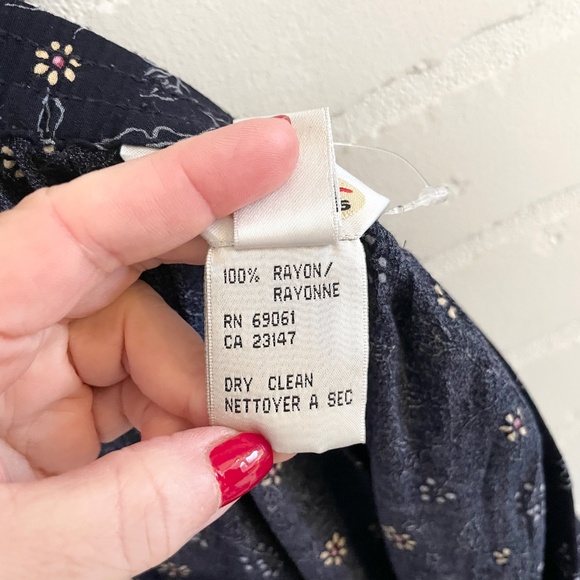 100% RAYON/
RAYONNE
RN 69061
CA 23147
DRY CLEAN
NETTOYER A SEC